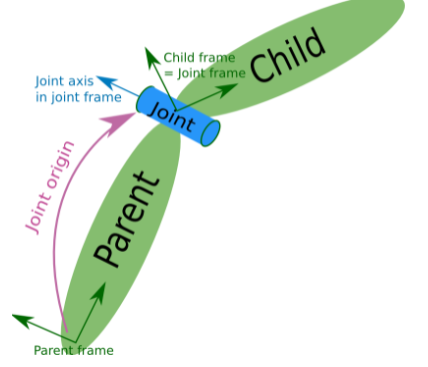 Child frame
= Joint frame
Child
Joint axis
in joint frame
Joint
Joint origin
Parent
Parent frame